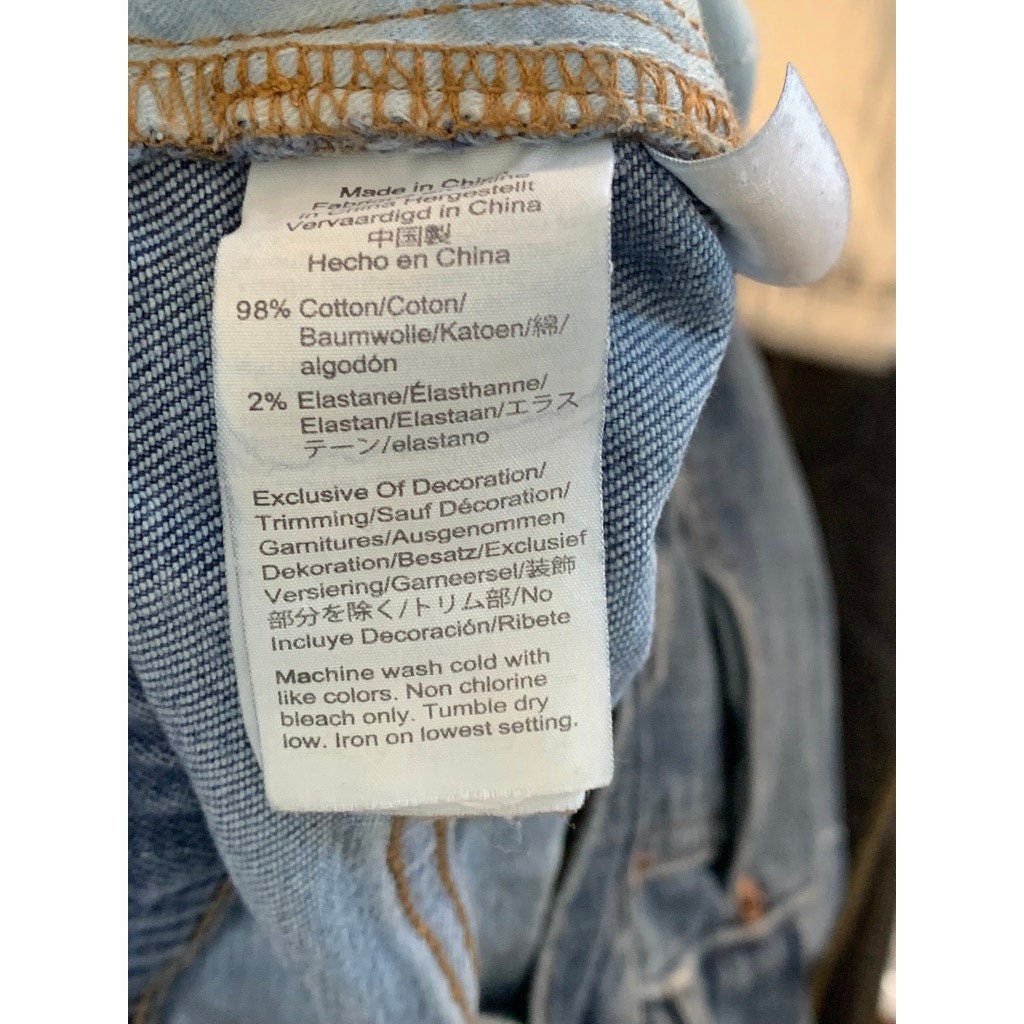 Made in China
in China Hergestellt
Vervaardigd in China
中国製
Hecho en China
98% Cotton/Coton/
Baumwolle/Katoen/綿/
algodón
2% Elastane/Élasthanne/
Elastan/Elastaan/エラス
テーン/elastano
Exclusive Of Decoration/
Trimming/Sauf Décoration/
Garnitures/Ausgenommen
Dekoration/Besatz/Exclusief
Versiering/Garneersel/装飾
部分を除く/トリム部/No
Incluye Decoración/Ribete
Machine wash cold with
like colors. Non chlorine
bleach only. Tumble dry
low. Iron on lowest setting.